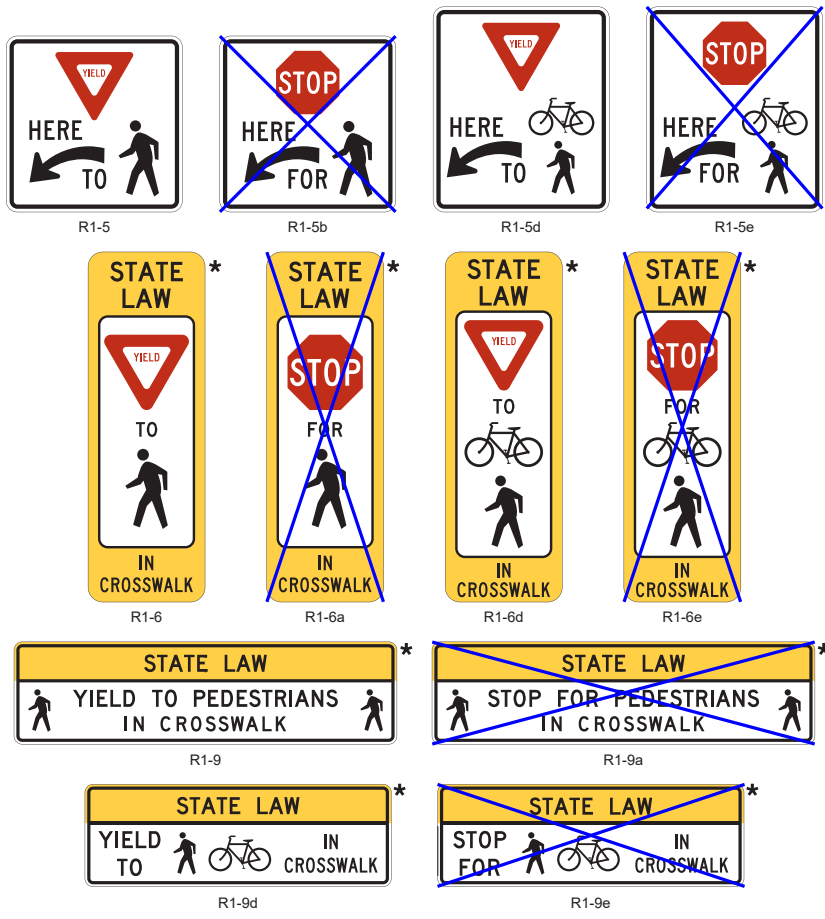 YIELD
HERE
TO
R1-5
STOP
HERE
FOR
R1-5b
YIELD
HERE
TO
R1-5d
STOP
HERE
FOR
R1-5e
STATE
LAW
*
YIELD
TO
IN
CROSSWALK
R1-6
STATE
LAW
*
STOP
FOR
IN
CROSSWALK
R1-6a
STATE
LAW
*
YIELD
TO
IN
CROSSWALK
R1-6d
STATE
LAW
*
STOP
FOR
IN
CROSSWALK
R1-6e
STATE LAW
*
YIELD TO PEDESTRIANS
IN CROSSWALK
R1-9
STATE LAW
*
STOP FOR PEDESTRIANS
IN CROSSWALK
R1-9a
STATE LAW
*
YIELD
TO
IN
CROSSWALK
R1-9d
STATE LAW
*
STOP
FOR
IN
CROSSWALK
R1-9e